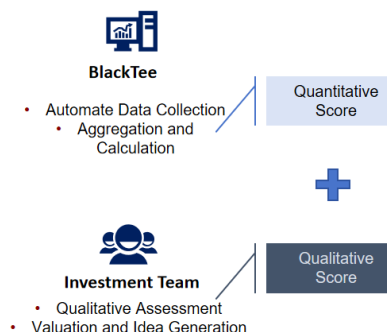 BlackTee
• Automate Data Collection
• Aggregation and
Calculation
Quantitative
Score
Investment Team
• Qualitative Assessment
• Valuation and Idea Generation
Qualitative
Score